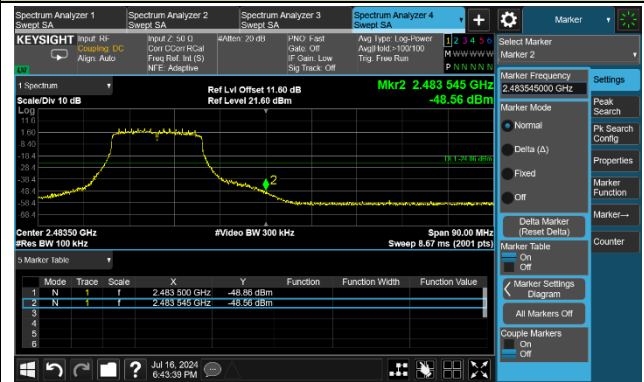 Spectrum Analyzer 1
Swept SA
Spectrum Analyzer 2
Swept SA
Spectrum Analyzer 3
Swept SA
Spectrum Analyzer 4
Swept SA
+
Marker
KEYSIGHT
Input: RF
Coupling: DC
Align: Auto
LXI
Input Z: 50 Ω
Corr CCorr RCal
Freq Ref: Int (S)
NFE: Adaptive
#Atten: 20 dB
PNO: Fast
Gate: Off
IF Gain: Low
Sig Track: Off
Avg Type: Log-Power
Avg|Hold:>100/100
Trig: Free Run
1 2 3 4 5 6
M W W W W W
P N N N N N
Select Marker
Marker 2
1 Spectrum
Scale/Div 10 dB
Log
Ref Lvl Offset 11.60 dB
Ref Level 21.60 dBm
Mkr2 2.483 545 GHz
-48.56 dBm
11.6
1.60
-8.40
-18.4
-28.4
-38.4
-48.4
-58.4
-68.4
2
Center 2.48350 GHz
#Res BW 100 kHz
#Video BW 300 kHz
Span 90.00 MHz
Sweep 8.67 ms (2001 pts)
5 Marker Table
Mode Trace Scale X Y Function Function Width Function Value
1 N 1 f 2.483 500 GHz -48.86 dBm
2 N 1 f 2.483 545 GHz -48.56 dBm
3
4
5
6
Marker Frequency
2.483545000 GHz
Marker Mode
Normal
Delta (Δ)
Fixed
Off
Delta Marker
(Reset Delta)
Marker Table
On
Off
Marker Settings
Diagram
All Markers Off
Couple Markers
On
Off
Settings
Peak
Search
Pk Search
Config
Properties
Marker
Function
Marker→
Counter
?
Jul 16, 2024
6:43:39 PM